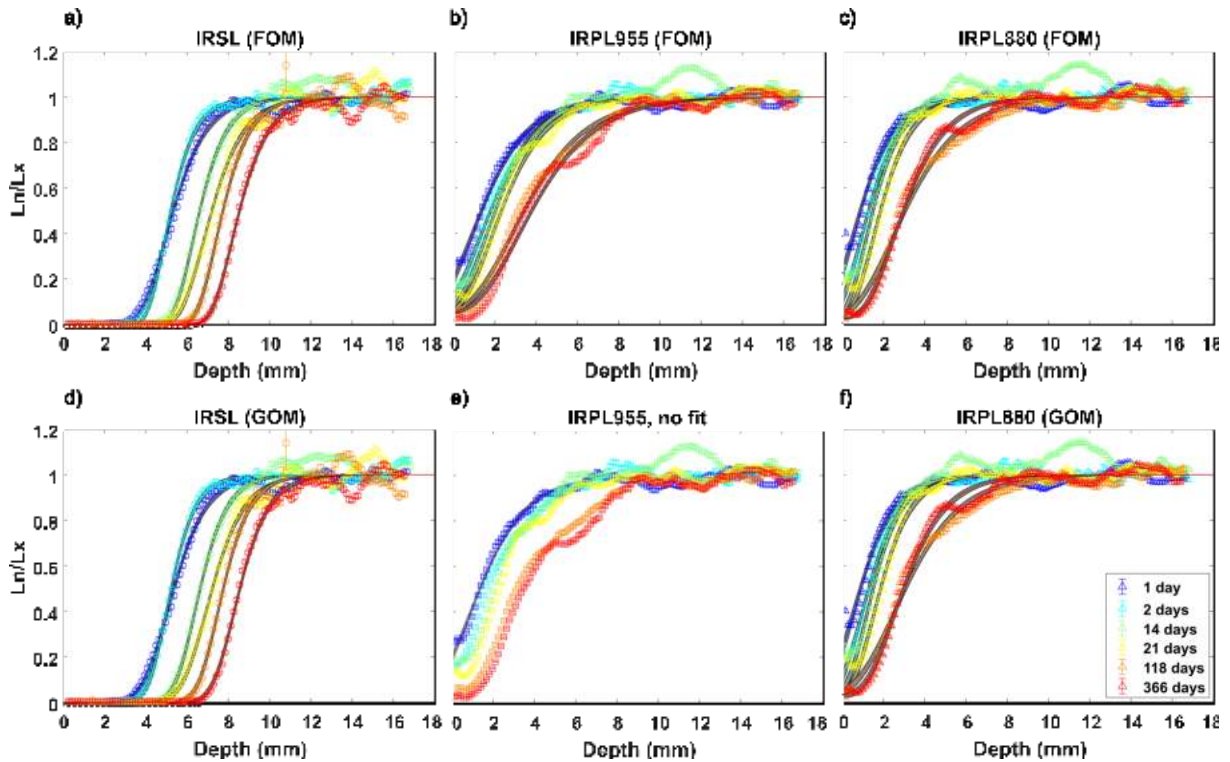 a)
IRSL (FOM)
b)
IRPL955 (FOM)
c)
IRPL880 (FOM)
Ln/Lx
1.2
1
0.8
0.6
0.4
0.2
0
0 2 4 6 8 10 12 14 16 18
0 2 4 6 8 10 12 14 16 18
0 2 4 6 8 10 12 14 16 18
Depth (mm)
Depth (mm)
Depth (mm)
d)
IRSL (GOM)
e)
IRPL955, no fit
f)
IRPL880 (GOM)
Ln/Lx
1.2
1
0.8
0.6
0.4
0.2
0
0 2 4 6 8 10 12 14 16 18
0 2 4 6 8 10 12 14 16 18
0 2 4 6 8 10 12 14 16 18
Depth (mm)
Depth (mm)
Depth (mm)
1 day
2 days
14 days
21 days
118 days
366 days